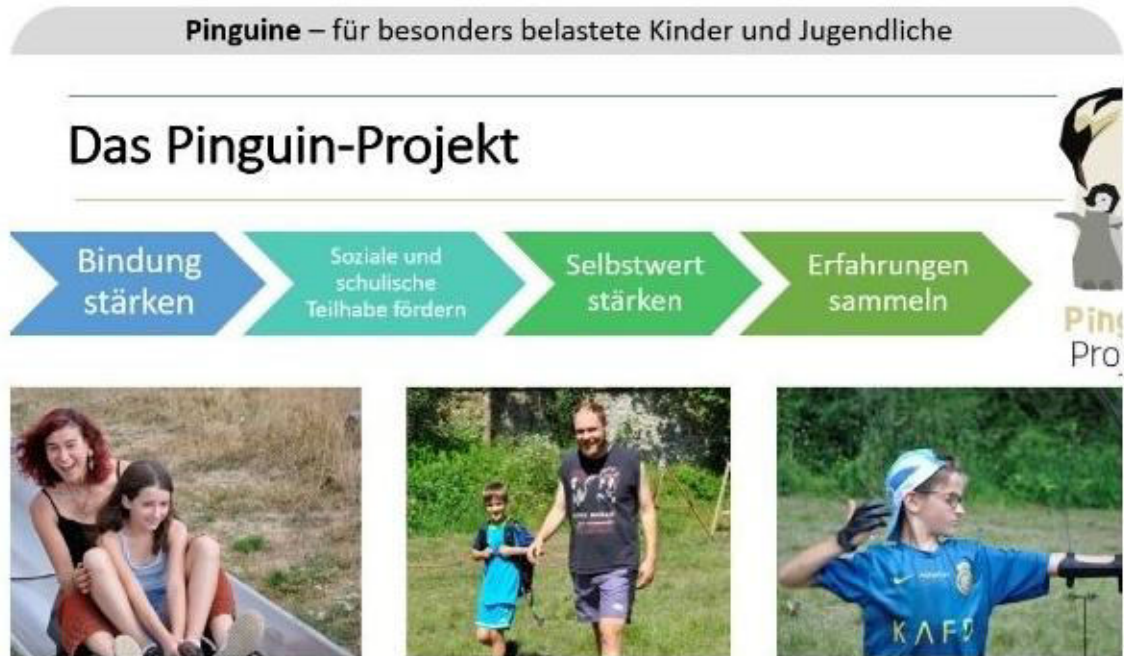 Pinguine – für besonders belastete Kinder und Jugendliche
Das Pinguin-Projekt
Bindung
stärken
Soziale und
schulische
Teilhabe fördern
Selbstwert
stärken
Erfahrungen
sammeln
Ping
Pro
KAFD